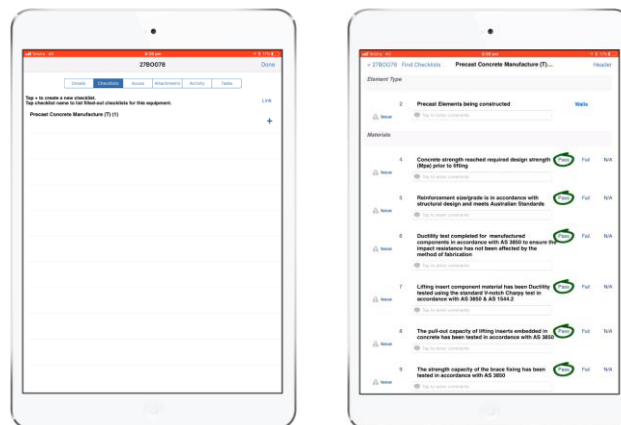 9:59 pm
27BOG78
Done
Details
Checklists
Issues
Attachments
Activity
Tasks
Tap + to create a new checklist.
Tap checklist name to list filled-out checklists for this equipment.
Link
Precast Concrete Manufacture (T) (1)
+
< 27BOG78 Find Checklists Precast Concrete Manufacture (T)... Header
Element Type
2 Precast Elements being constructed Walls
Issue Tap to enter comments
Materials
4 Concrete strength reached required design strength Pass Fail N/A
(Mpa) prior to lifting
Issue Tap to enter comments
5 Reinforcement size/grade is in accordance with Pass Fail N/A
structural design and meets Australian Standards
Issue Tap to enter comments
6 Ductility test completed for manufactured Pass Fail N/A
components in accordance with AS 3850 to ensure the
impact resistance has not been affected by the
method of fabrication
Issue Tap to enter comments
7 Lifting insert component material has been Ductility Pass Fail N/A
tested using the standard V-notch Charpy test in
accordance with AS 3850 & AS 1544.2
Issue Tap to enter comments
8 The pull-out capacity of lifting inserts embedded in Pass Fail N/A
concrete has been tested in accordance with AS 3850
Issue Tap to enter comments
9 The strength capacity of the brace fixing has been Pass Fail N/A
tested in accordance with AS 3850
Issue Tap to enter comments